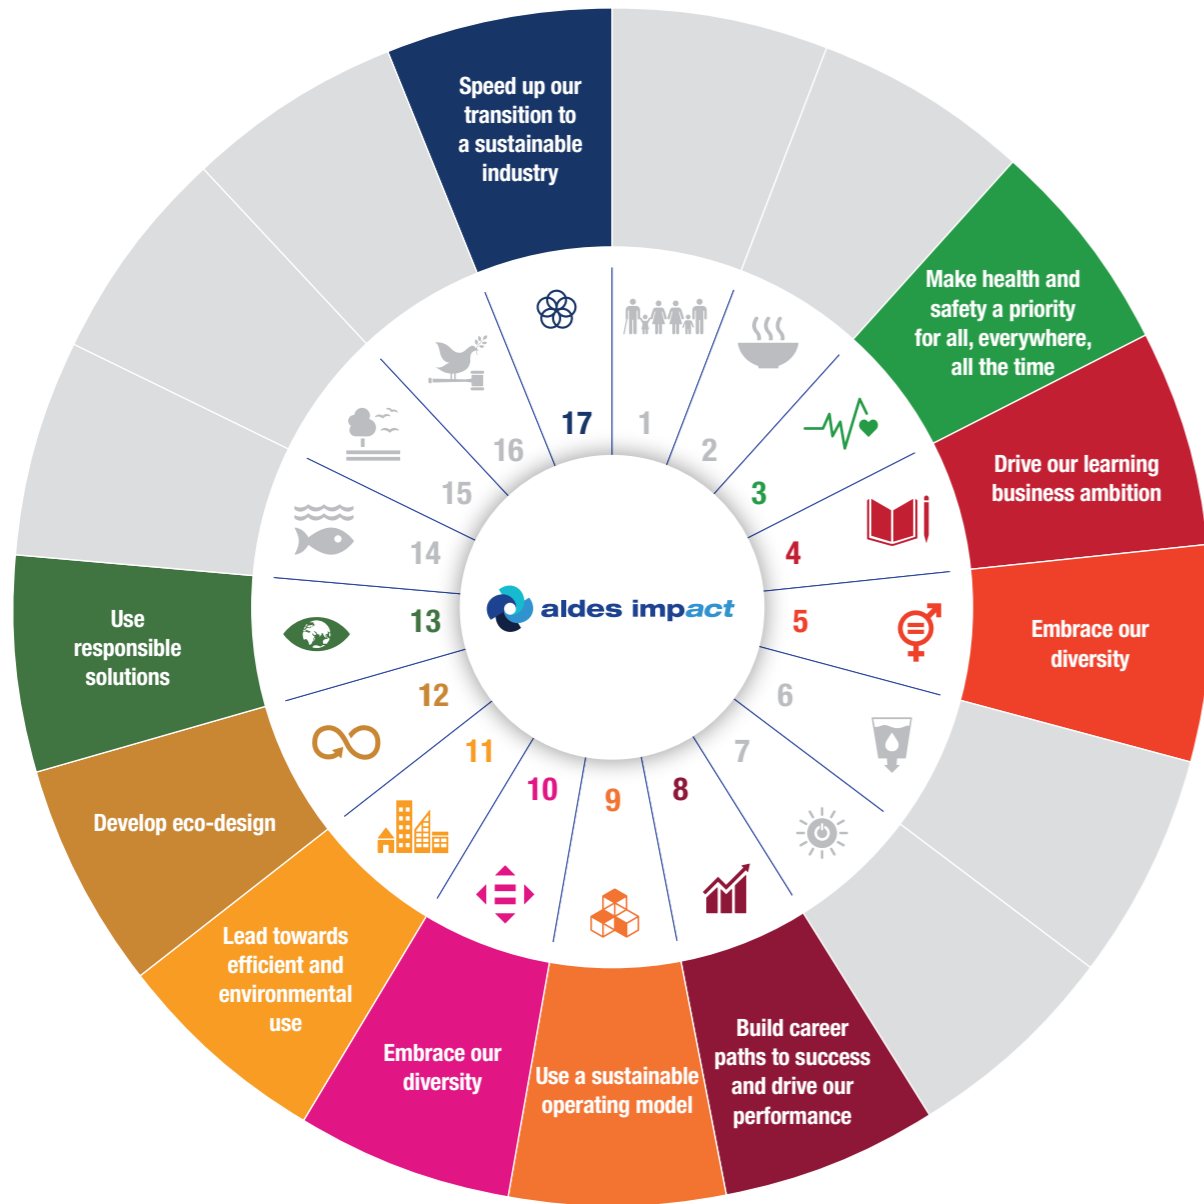 Speed up our
transition to
a sustainable
industry
Make health and
safety a priority
for all, everywhere,
all the time
Drive our learning
business ambition
Embrace our
diversity
Build career
paths to success
and drive our
performance
Use a sustainable
operating model
Embrace our
diversity
Lead towards
efficient and
environmental
use
Develop eco-design
Use
responsible
solutions
1
2
3
4
5
6
7
8
9
10
11
12
13
14
15
16
17
aldes impact